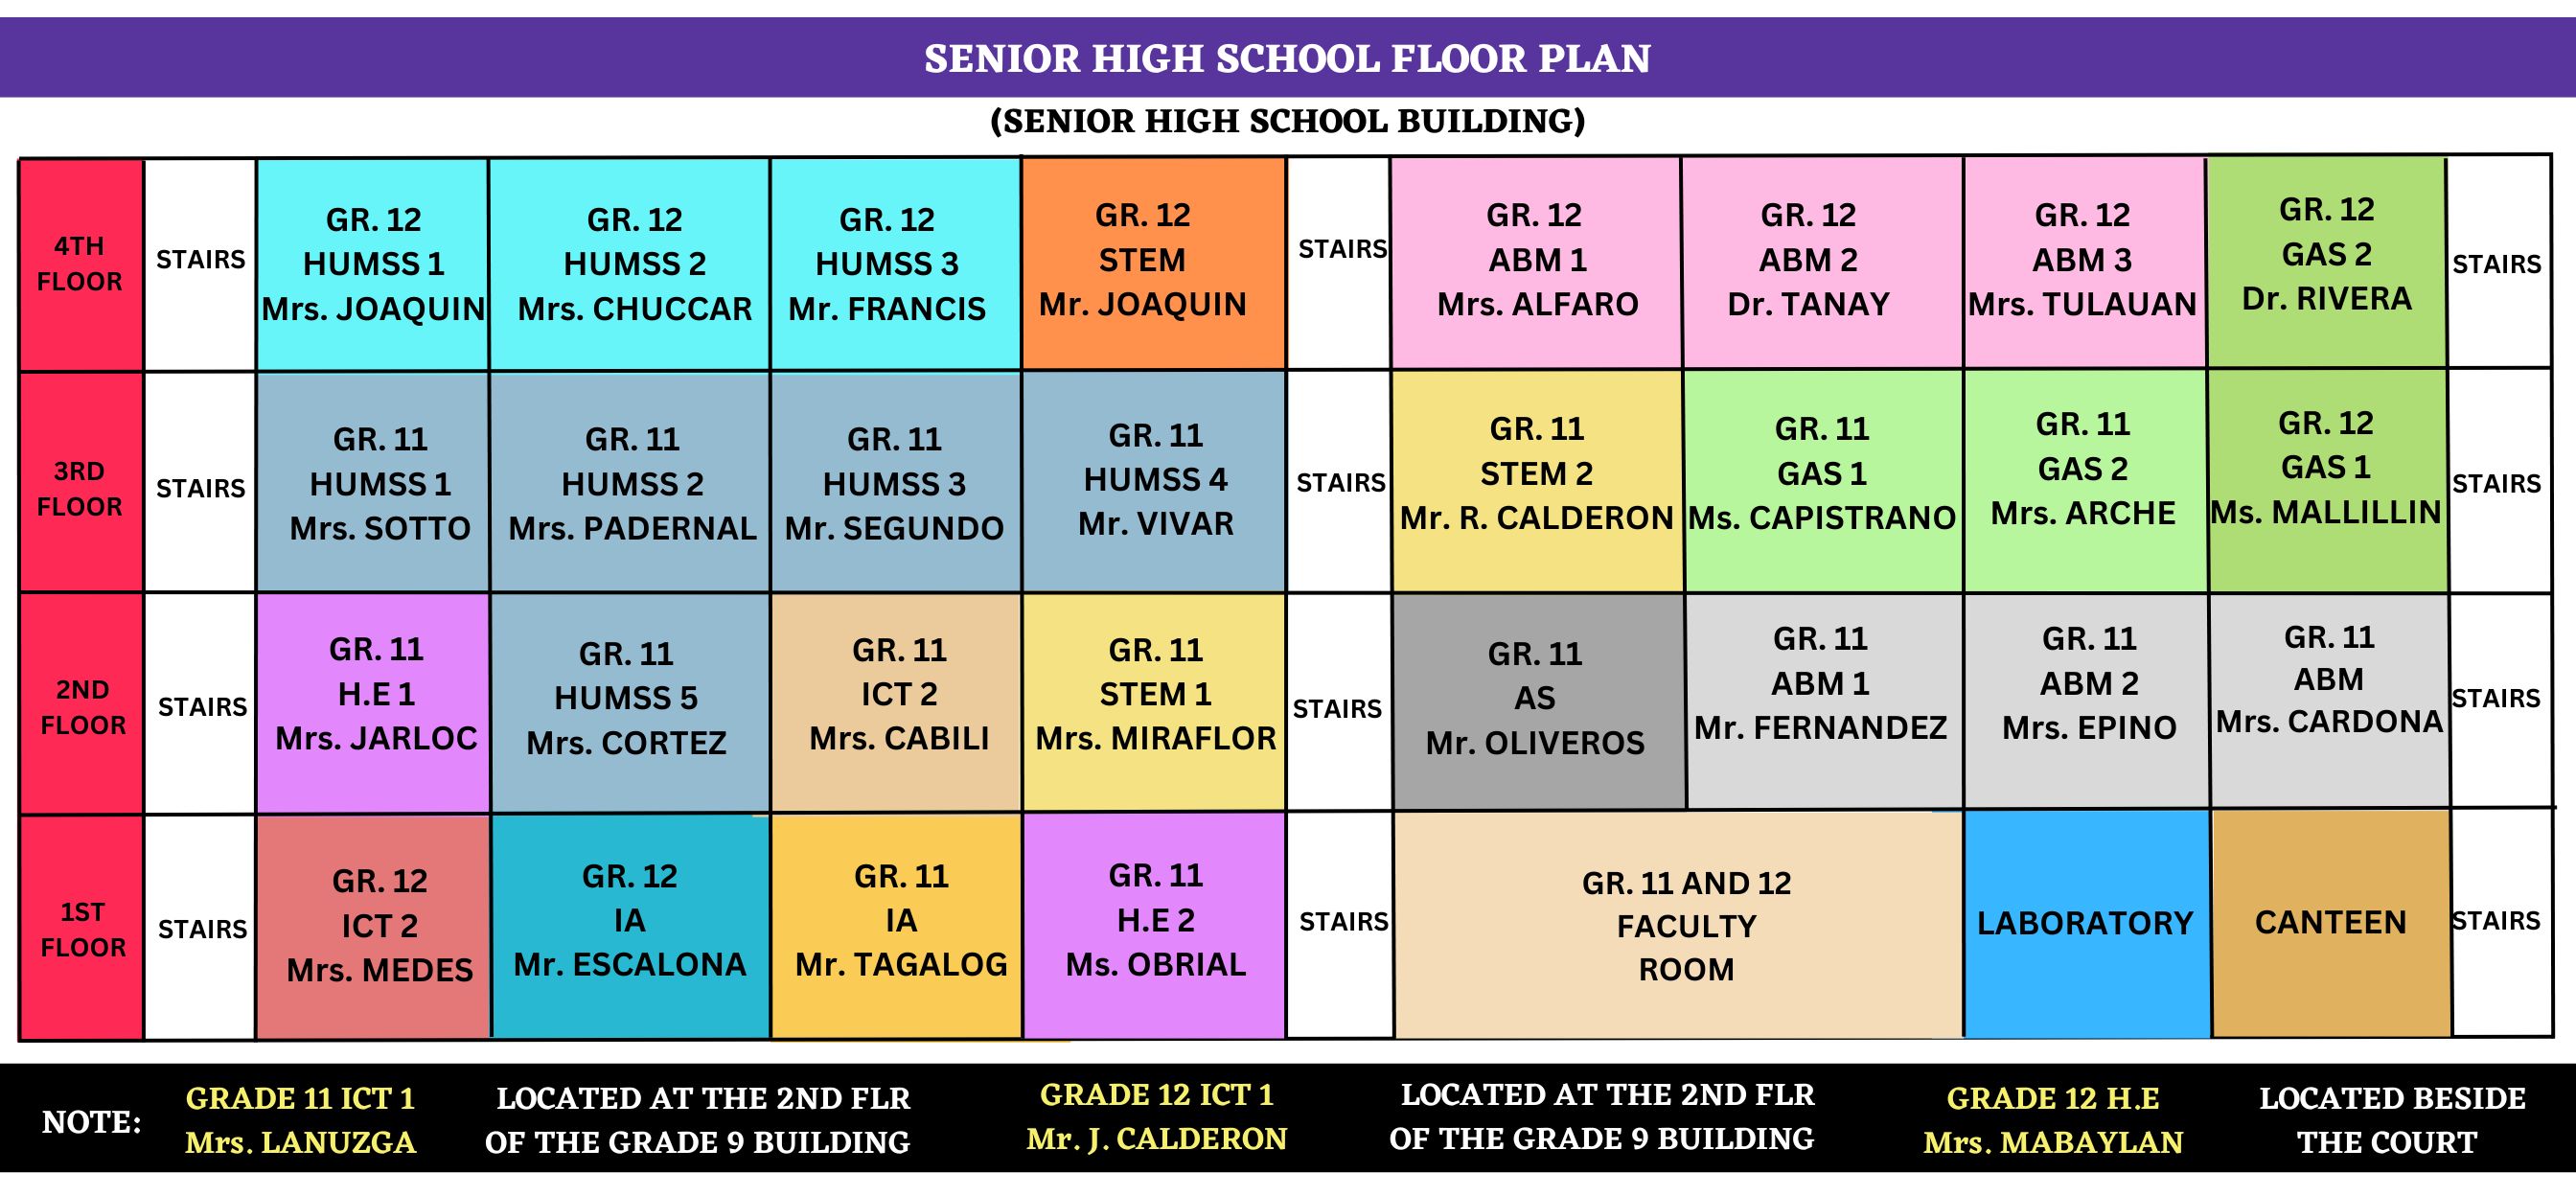 SENIOR HIGH SCHOOL FLOOR PLAN
(SENIOR HIGH SCHOOL BUILDING)
4TH
FLOOR
STAIRS
GR. 12
HUMSS 1
Mrs. JOAQUIN
GR. 12
HUMSS 2
Mrs. CHUCCAR
GR. 12
HUMSS 3
Mr. FRANCIS
GR. 12
STEM
Mr. JOAQUIN
STAIRS
GR. 12
ABM 1
Mrs. ALFARO
GR. 12
ABM 2
Dr. TANAY
GR. 12
ABM 3
Mrs. TULAUAN
GR. 12
GAS 2
Dr. RIVERA
STAIRS
3RD
FLOOR
STAIRS
GR. 11
HUMSS 1
Mrs. SOTTO
GR. 11
HUMSS 2
Mrs. PADERNAL
GR. 11
HUMSS 3
Mr. SEGUNDO
GR. 11
HUMSS 4
Mr. VIVAR
STAIRS
GR. 11
STEM 2
Mr. R. CALDERON
GR. 11
GAS 1
Ms. CAPISTRANO
GR. 11
GAS 2
Mrs. ARCHE
GR. 12
GAS 1
Ms. MALLILLIN
STAIRS
2ND
FLOOR
STAIRS
GR. 11
H.E 1
Mrs. JARLOC
GR. 11
HUMSS 5
Mrs. CORTEZ
GR. 11
ICT 2
Mrs. CABILI
GR. 11
STEM 1
Mrs. MIRAFLOR
STAIRS
GR. 11
AS
Mr. OLIVEROS
GR. 11
ABM 1
Mr. FERNANDEZ
GR. 11
ABM 2
Mrs. EPINO
GR. 11
ABM
Mrs. CARDONA
STAIRS
1ST
FLOOR
STAIRS
GR. 12
ICT 2
Mrs. MEDES
GR. 12
IA
Mr. ESCALONA
GR. 11
IA
Mr. TAGALOG
GR. 11
H.E 2
Ms. OBRIAL
STAIRS
GR. 11 AND 12
FACULTY
ROOM
LABORATORY
CANTEEN
STAIRS
NOTE:
GRADE 11 ICT 1
Mrs. LANUZGA
LOCATED AT THE 2ND FLR
OF THE GRADE 9 BUILDING
GRADE 12 ICT 1
Mr. J. CALDERON
LOCATED AT THE 2ND FLR
OF THE GRADE 9 BUILDING
GRADE 12 H.E
Mrs. MABAYLAN
LOCATED BESIDE
THE COURT